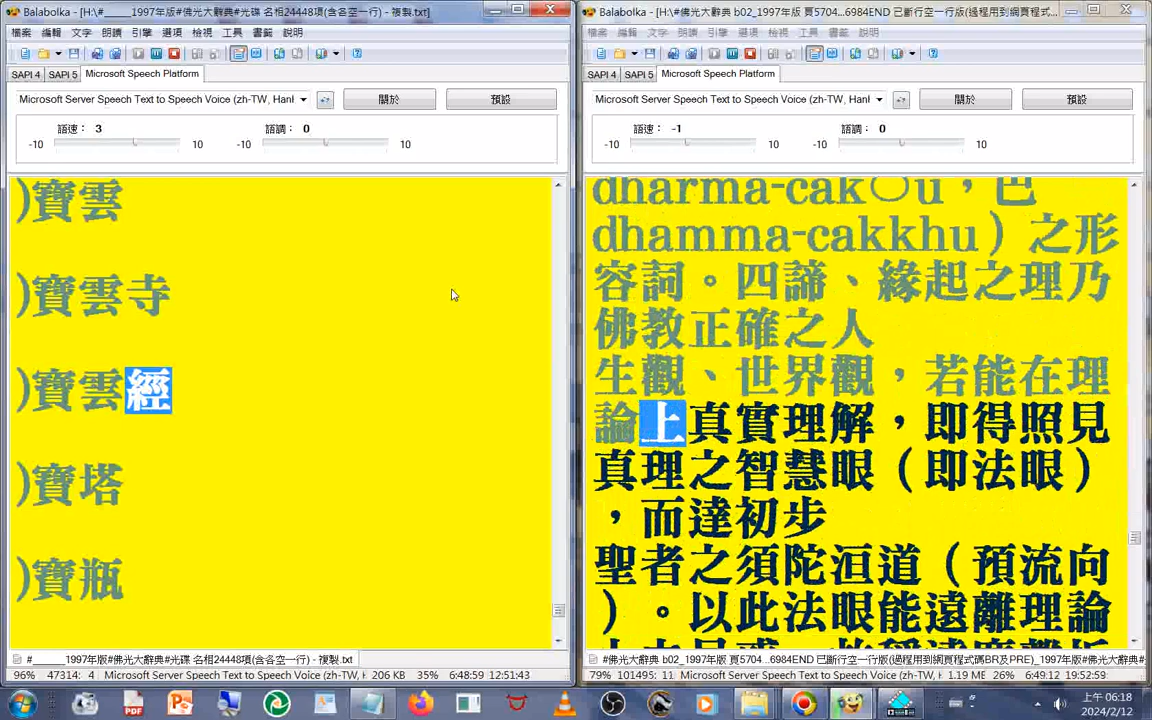 Balabolka - [H:\#_____1997年版#佛光大辭典#光碟 名相24448項(含各空一行) - 複製.txt]
檔案 編輯 文字 朗讀 引擎 選項 檢視 工具 書籤 說明
SAPI 4 SAPI 5 Microsoft Speech Platform
Microsoft Server Speech Text to Speech Voice (zh-TW, Hanl
關於 預設
語速： 3 語調： 0
-10 10 -10 10
)寶雲
)寶雲寺
)寶雲經
)寶塔
)寶瓶
#______1997年版#佛光大辭典#光碟 名相24448項(含各空一行) - 複製.txt
96% 47314: 4 Microsoft Server Speech Text to Speech Voice (zh-TW, 206 KB 35% 6:48:59 12:51:43
Balabolka - [H:\#佛光大辭典 b02_1997年版 頁5704...6984END 已斷行空一行版(過程用到網頁程式...
檔案 編輯 文字 朗讀 引擎 選項 檢視 工具 書籤 說明
SAPI 4 SAPI 5 Microsoft Speech Platform
Microsoft Server Speech Text to Speech Voice (zh-TW, Hanl
關於 預設
語速： -1 語調： 0
-10 10 -10 10
dharma-cak○u，巴
dhamma-cakkhu）之形
容詞。四諦、緣起之理乃
佛教正確之人
生觀、世界觀，若能在理
論上真實理解，即得照見
真理之智慧眼（即法眼）
，而達初步
聖者之須陀洹道（預流向
）。以此法眼能遠離理論
#佛光大辭典 b02_1997年版 頁5704...6984END 已斷行空一行版(過程用到網頁程式碼BR及PRE)_1997年版#佛光大辭典#
79% 101495: 11 Microsoft Server Speech Text to Speech Voice (zh-TW, 1.19 ME 26% 6:49:12 19:52:59
上午 06:18
2024/2/12